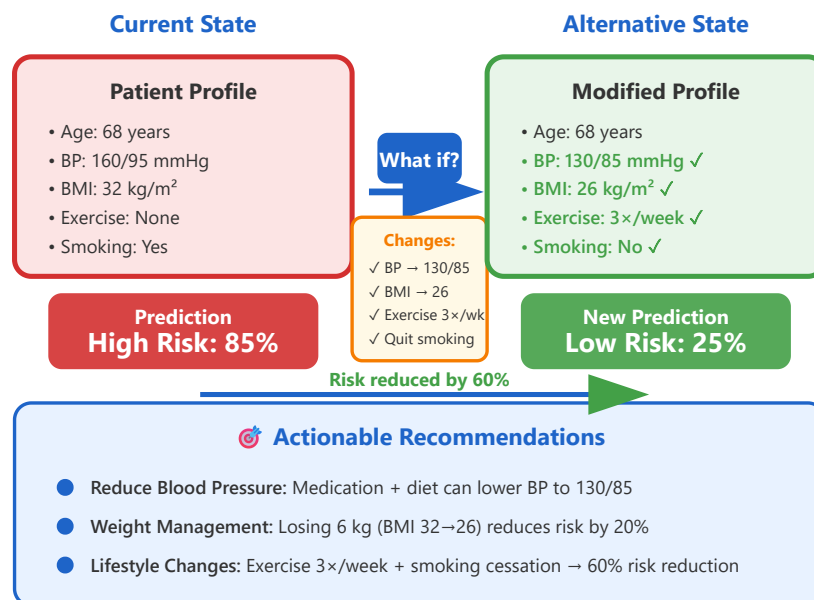 Current State
Alternative State
Patient Profile
• Age: 68 years
• BP: 160/95 mmHg
• BMI: 32 kg/m²
• Exercise: None
• Smoking: Yes
What if?
Changes:
✓ BP → 130/85
✓ BMI → 26
✓ Exercise 3×/wk
✓ Quit smoking
Modified Profile
• Age: 68 years
• BP: 130/85 mmHg ✓
• BMI: 26 kg/m² ✓
• Exercise: 3×/week ✓
• Smoking: No ✓
Prediction
High Risk: 85%
New Prediction
Low Risk: 25%
Risk reduced by 60%
🎯 Actionable Recommendations
● Reduce Blood Pressure: Medication + diet can lower BP to 130/85
● Weight Management: Losing 6 kg (BMI 32→26) reduces risk by 20%
● Lifestyle Changes: Exercise 3×/week + smoking cessation → 60% risk reduction